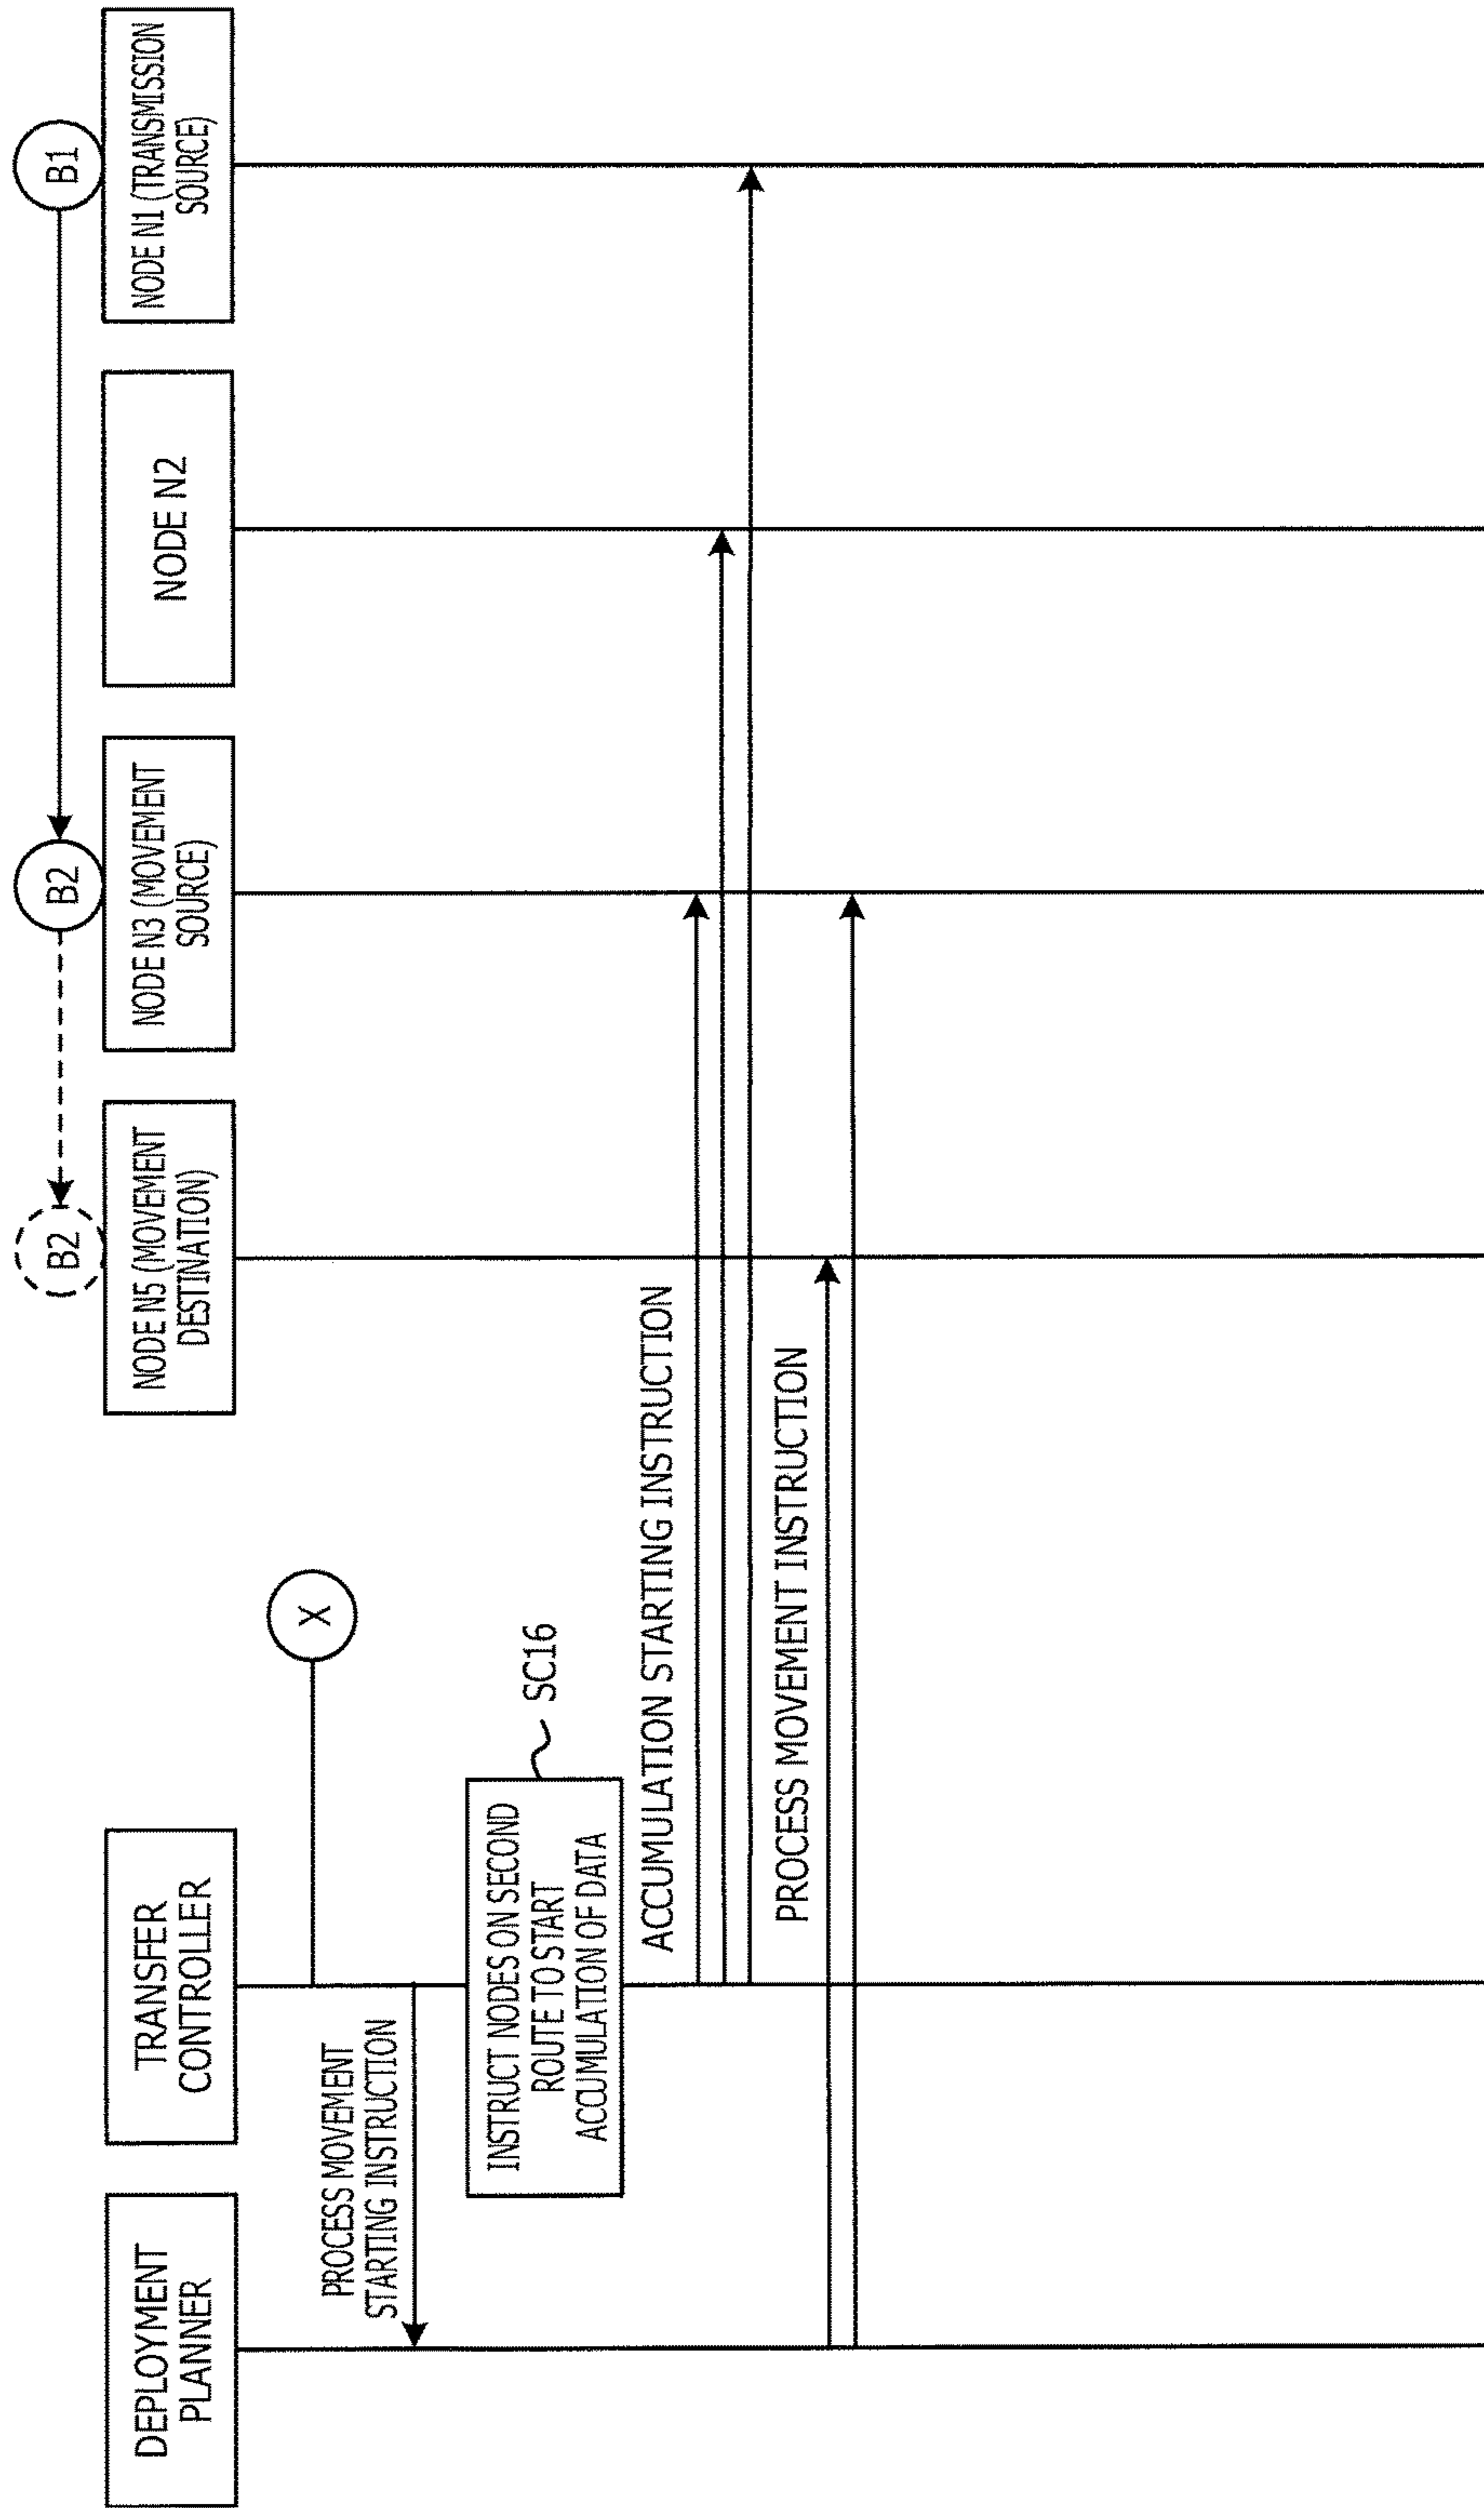 DEPLOYMENT
PLANNER
TRANSFER
CONTROLLER
B2
NODE N5 (MOVEMENT
DESTINATION)
B2
NODE N3 (MOVEMENT
SOURCE)
NODE N2
B1
NODE N1 (TRANSMISSION
SOURCE)
X
PROCESS MOVEMENT
STARTING INSTRUCTION
INSTRUCT NODES ON SECOND
ROUTE TO START
ACCUMULATION OF DATA
SC16
ACCUMULATION STARTING INSTRUCTION
PROCESS MOVEMENT INSTRUCTION